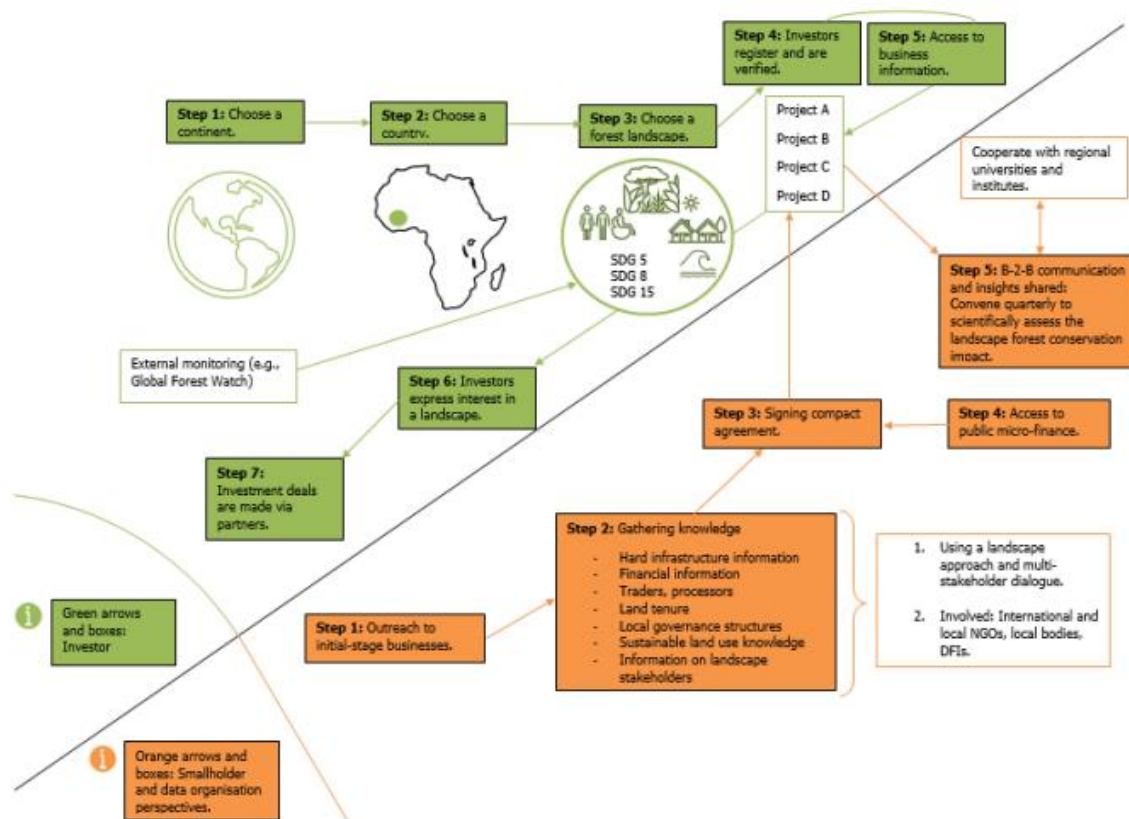 Step 4: Investors
register and are
verified.
Step 5: Access to
business
information.
Step 1: Choose a
continent.
Step 2: Choose a
country.
Step 3: Choose a
forest landscape.
Project A
Project B
Project C
Project D
Cooperate with regional
universities and
institutes.
SDG 5
SDG 8
SDG 15
Step 5: B-2-B communication
and insights shared:
Convene quarterly to
scientifically assess the
landscape forest conservation
impact.
External monitoring (e.g.,
Global Forest Watch)
Step 6: Investors
express interest in
a landscape.
Step 3: Signing compact
agreement.
Step 4: Access to
public micro-finance.
Step 7:
Investment deals
are made via
partners.
Step 2: Gathering knowledge
- Hard infrastructure information
- Financial information
- Traders, processors
- Land tenure
- Local governance structures
- Sustainable land use knowledge
- Information on landscape
stakeholders
1. Using a landscape
approach and multi-
stakeholder dialogue.
2. Involved: International and
local NGOs, local bodies,
DFIs.
i
Green arrows
and boxes:
Investor
Step 1: Outreach to
initial-stage businesses.
i
Orange arrows and
boxes: Smallholder
and data organisation
perspectives.